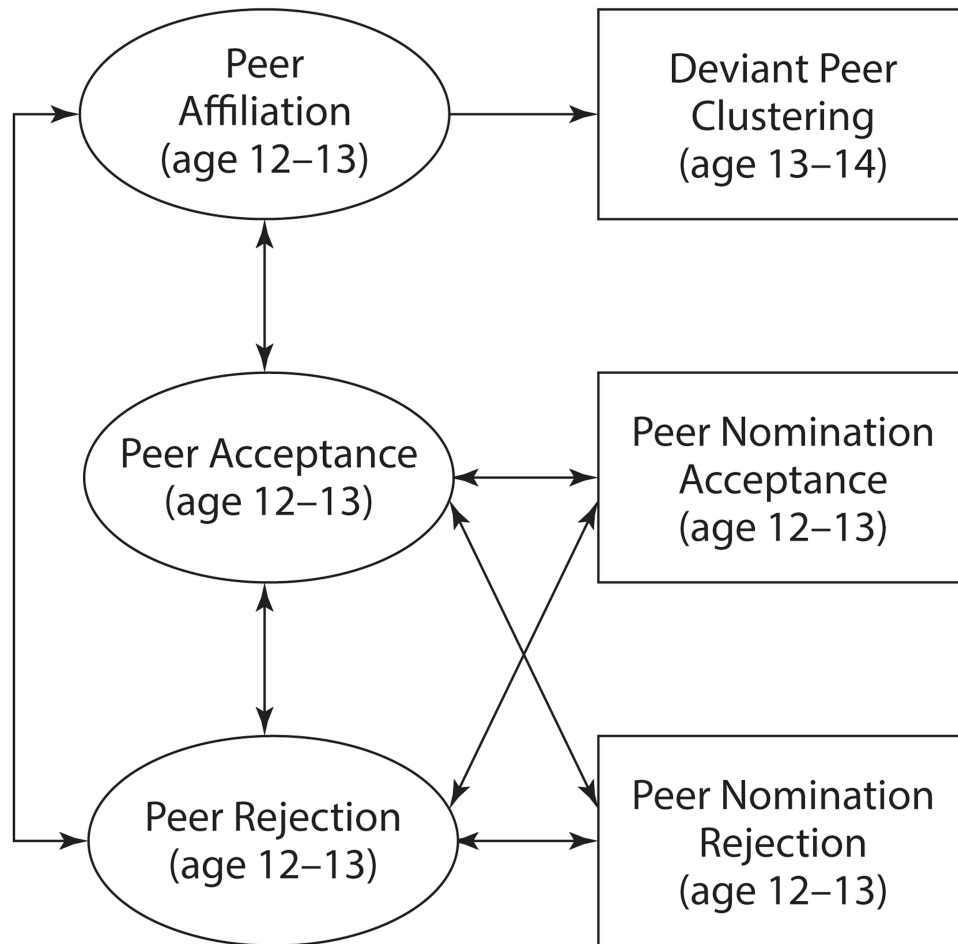 Peer
Affiliation
(age 12–13)
Deviant Peer
Clustering
(age 13–14)
Peer Acceptance
(age 12–13)
Peer Nomination
Acceptance
(age 12–13)
Peer Rejection
(age 12–13)
Peer Nomination
Rejection
(age 12–13)